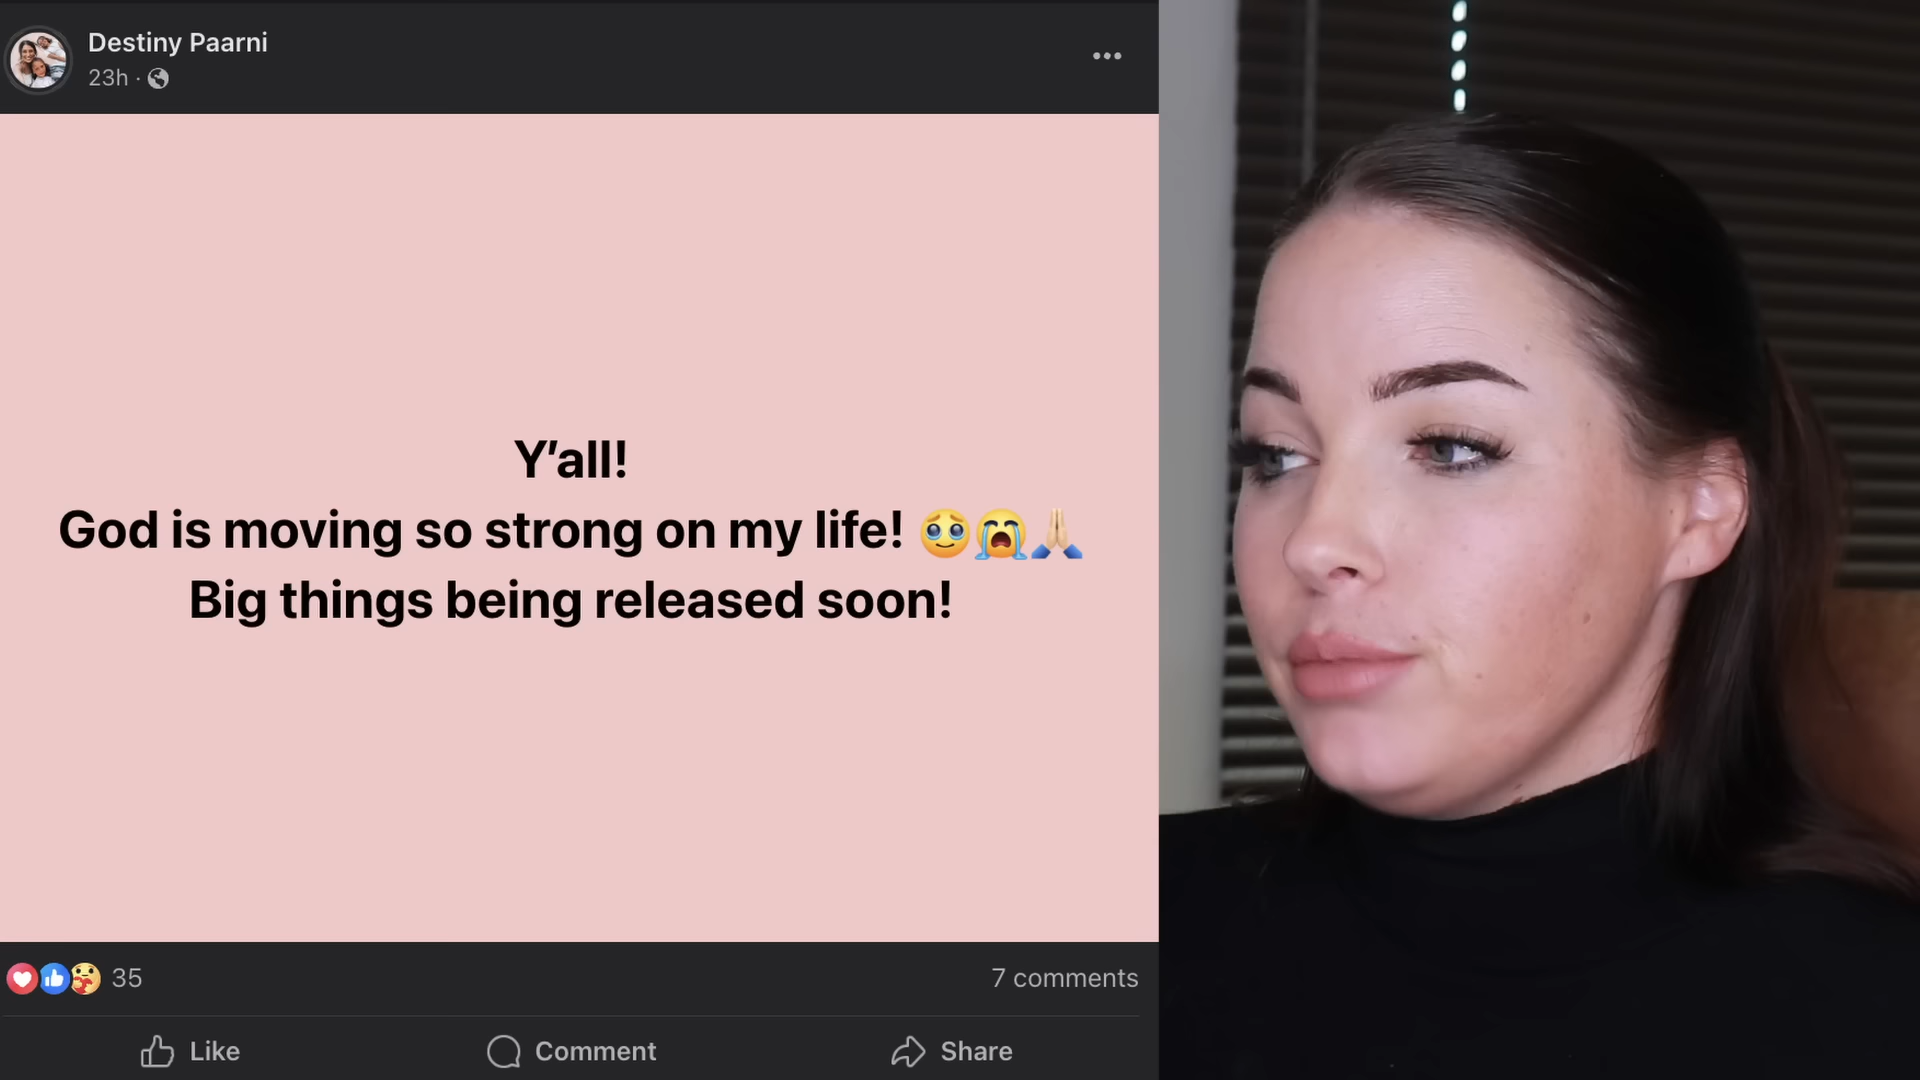 Destiny Paarni
23h ·
Y'all!
God is moving so strong on my life! 🥹😭🙏🏼
Big things being released soon!
35
7 comments
Like
Comment
Share